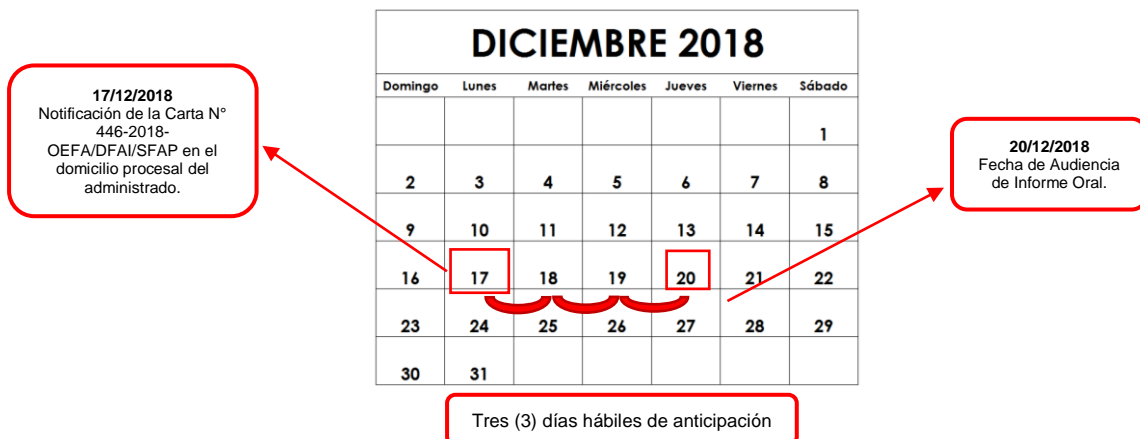 DICIEMBRE 2018
Domingo Lunes Martes Miércoles Jueves Viernes Sábado
1
2 3 4 5 6 7 8
9 10 11 12 13 14 15
16 17 18 19 20 21 22
23 24 25 26 27 28 29
30 31
17/12/2018
Notificación de la Carta N°
446-2018-
OEFA/DFAI/SFAP en el
domicilio procesal del
administrado.
20/12/2018
Fecha de Audiencia
de Informe Oral.
Tres (3) días hábiles de anticipación